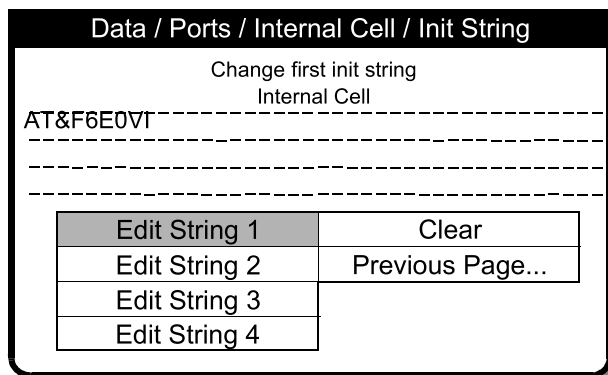 Data / Ports / Internal Cell / Init String
Change first init string
Internal Cell
AT&F6E0VI
Edit String 1
Clear
Edit String 2
Previous Page...
Edit String 3
Edit String 4